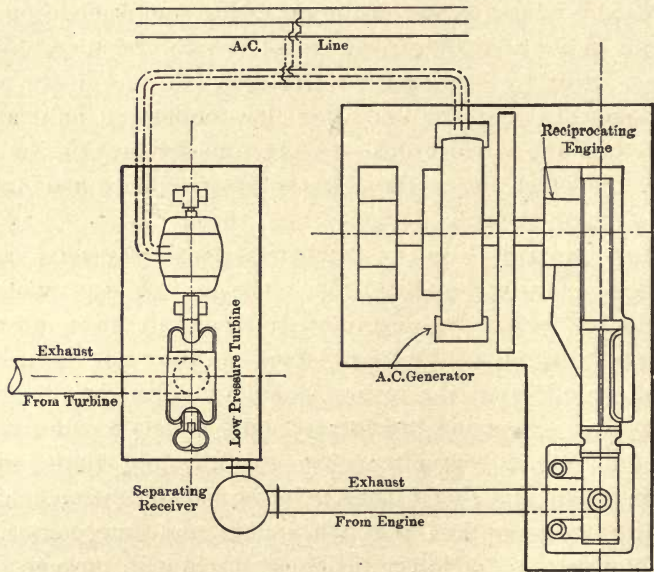 A.C. Line
Reciprocating
Engine
Exhaust
From Turbine
Low Pressure Turbine
A.C. Generator
Separating
Receiver
Exhaust
From Engine